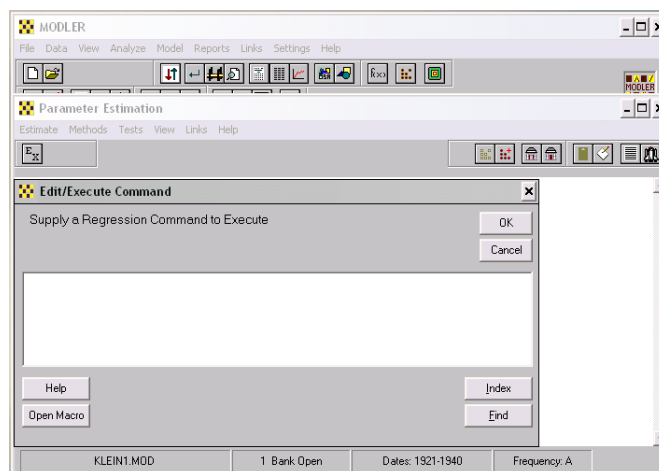 MODLER
File Data View Analyze Model Reports Links Settings Help
f(x)
MODLER
Parameter Estimation
Estimate Methods Tests View Links Help
Ex
Edit/Execute Command
Supply a Regression Command to Execute
OK
Cancel
Help
Index
Open Macro
Find
KLEIN1.MOD 1 Bank Open Dates: 1921-1940 Frequency: A